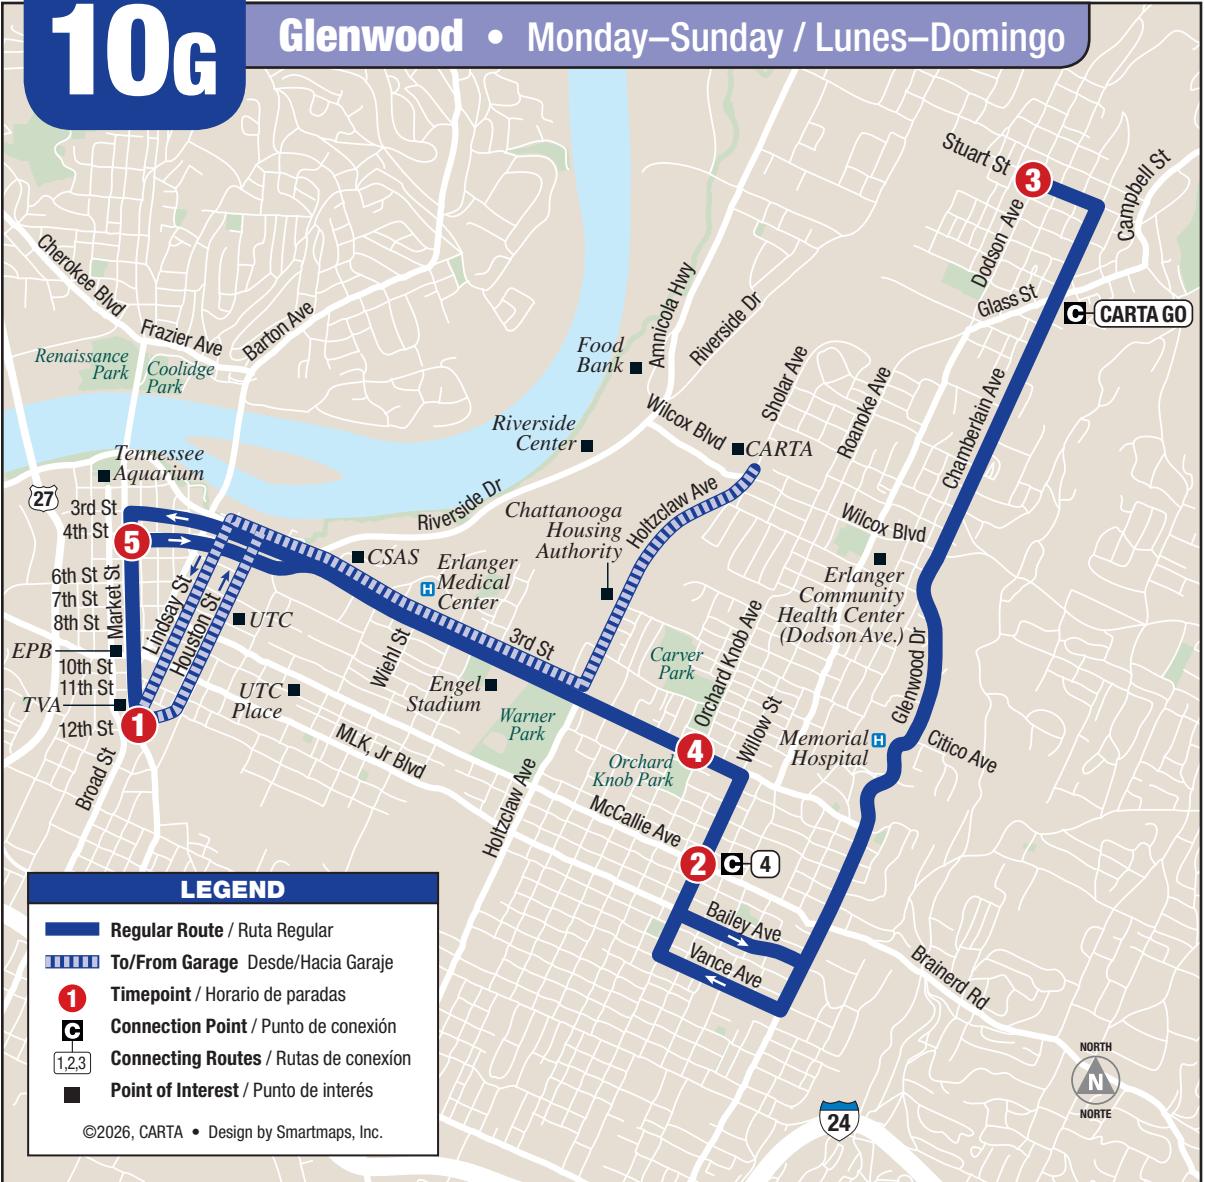 10G
Glenwood • Monday–Sunday / Lunes–Domingo
Stuart St
3
Campbell St
Dodson Ave
Glass St
C
CARTA GO
Cherokee Blvd
Frazier Ave
Barton Ave
Renaissance
Park
Coolidge
Park
Amnicola Hwy
Riverside Dr
Food
Bank
Sholar Ave
Roanoke Ave
Chamberlain Ave
Wilcox Blvd
CARTA
Riverside
Center
Tennessee
Aquarium
27
3rd St
4th St
5
Riverside Dr
Chattanooga
Housing
Authority
Holtzclaw Ave
Wilcox Blvd
CSAS
H
Erlanger
Medical
Center
Erlanger
Community
Health Center
(Dodson Ave.)
6th St
7th St
8th St
Market St
Lindsay St
Houston St
UTC
EPB
10th St
11th St
TVA
12th St
1
Broad St
UTC
Place
Wiehl St
3rd St
Engel
Stadium
Warner
Park
Carver
Park
Orchard Knob Ave
Willow St
Glenwood Dr
Memorial
Hospital
H
Citico Ave
4
Orchard
Knob Park
MLK, Jr Blvd
Holtzclaw Ave
McCallie Ave
2
C
4
Bailey Ave
Vance Ave
Brainerd Rd
LEGEND
Regular Route / Ruta Regular
To/From Garage Desde/Hacia Garaje
1
Timepoint / Horario de paradas
C
Connection Point / Punto de conexión
1,2,3
Connecting Routes / Rutas de conexíon
Point of Interest / Punto de interés
©2026, CARTA • Design by Smartmaps, Inc.
NORTH
N
NORTE
24